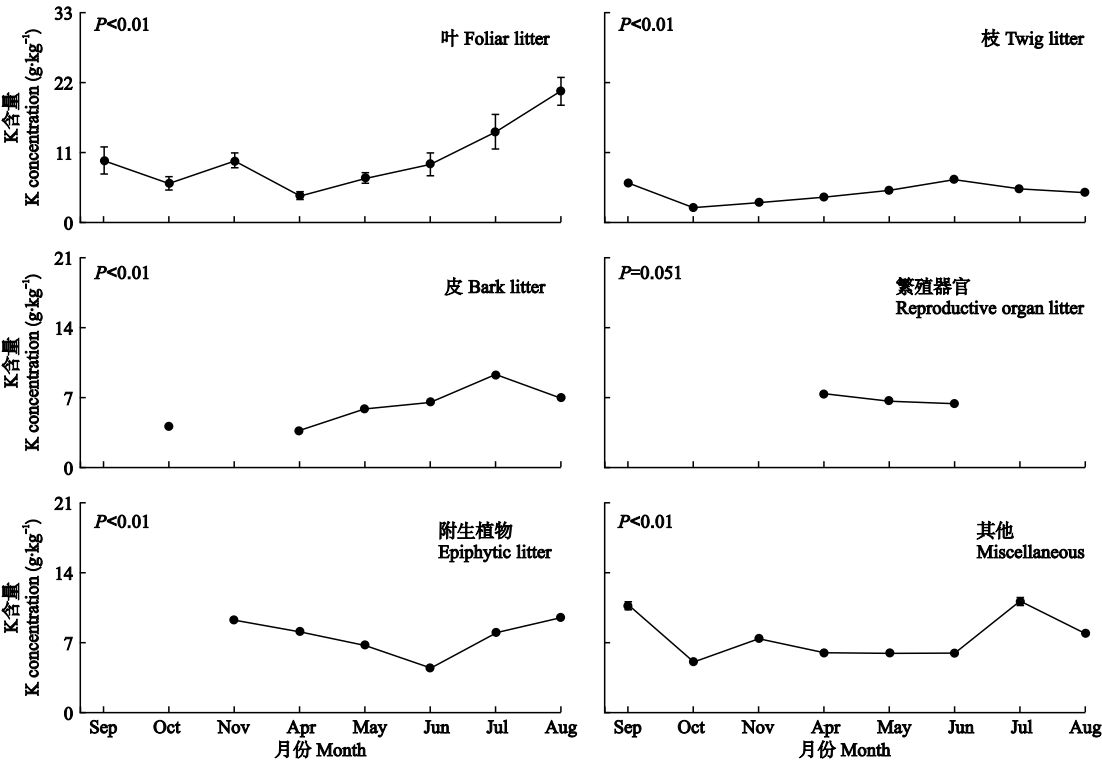 33
22
11
0
K含量
K concentration (g·kg⁻¹)
P<0.01
叶 Foliar litter
P<0.01
枝 Twig litter
21
14
7
0
K含量
K concentration (g·kg⁻¹)
P<0.01
皮 Bark litter
P=0.051
繁殖器官
Reproductive organ litter
21
14
7
0
K含量
K concentration (g·kg⁻¹)
P<0.01
附生植物
Epiphytic litter
P<0.01
其他
Miscellaneous
Sep Oct Nov Apr May Jun Jul Aug
月份 Month
Sep Oct Nov Apr May Jun Jul Aug
月份 Month